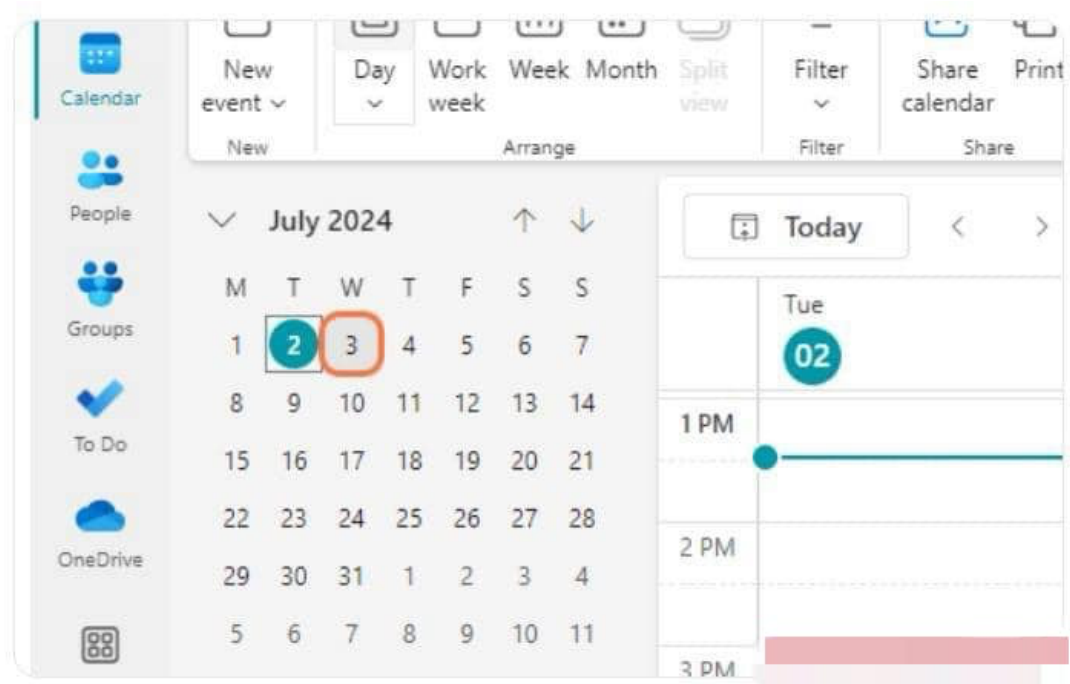 Calendar
People
Groups
To Do
OneDrive
New event
Day
Work week
Week
Month
Split view
Filter
Share calendar
Print
New
Arrange
Filter
Share
July 2024
M T W T F S S
1 2 3 4 5 6 7
8 9 10 11 12 13 14
15 16 17 18 19 20 21
22 23 24 25 26 27 28
29 30 31 1 2 3 4
5 6 7 8 9 10 11
Today
Tue
02
1 PM
2 PM
3 PM